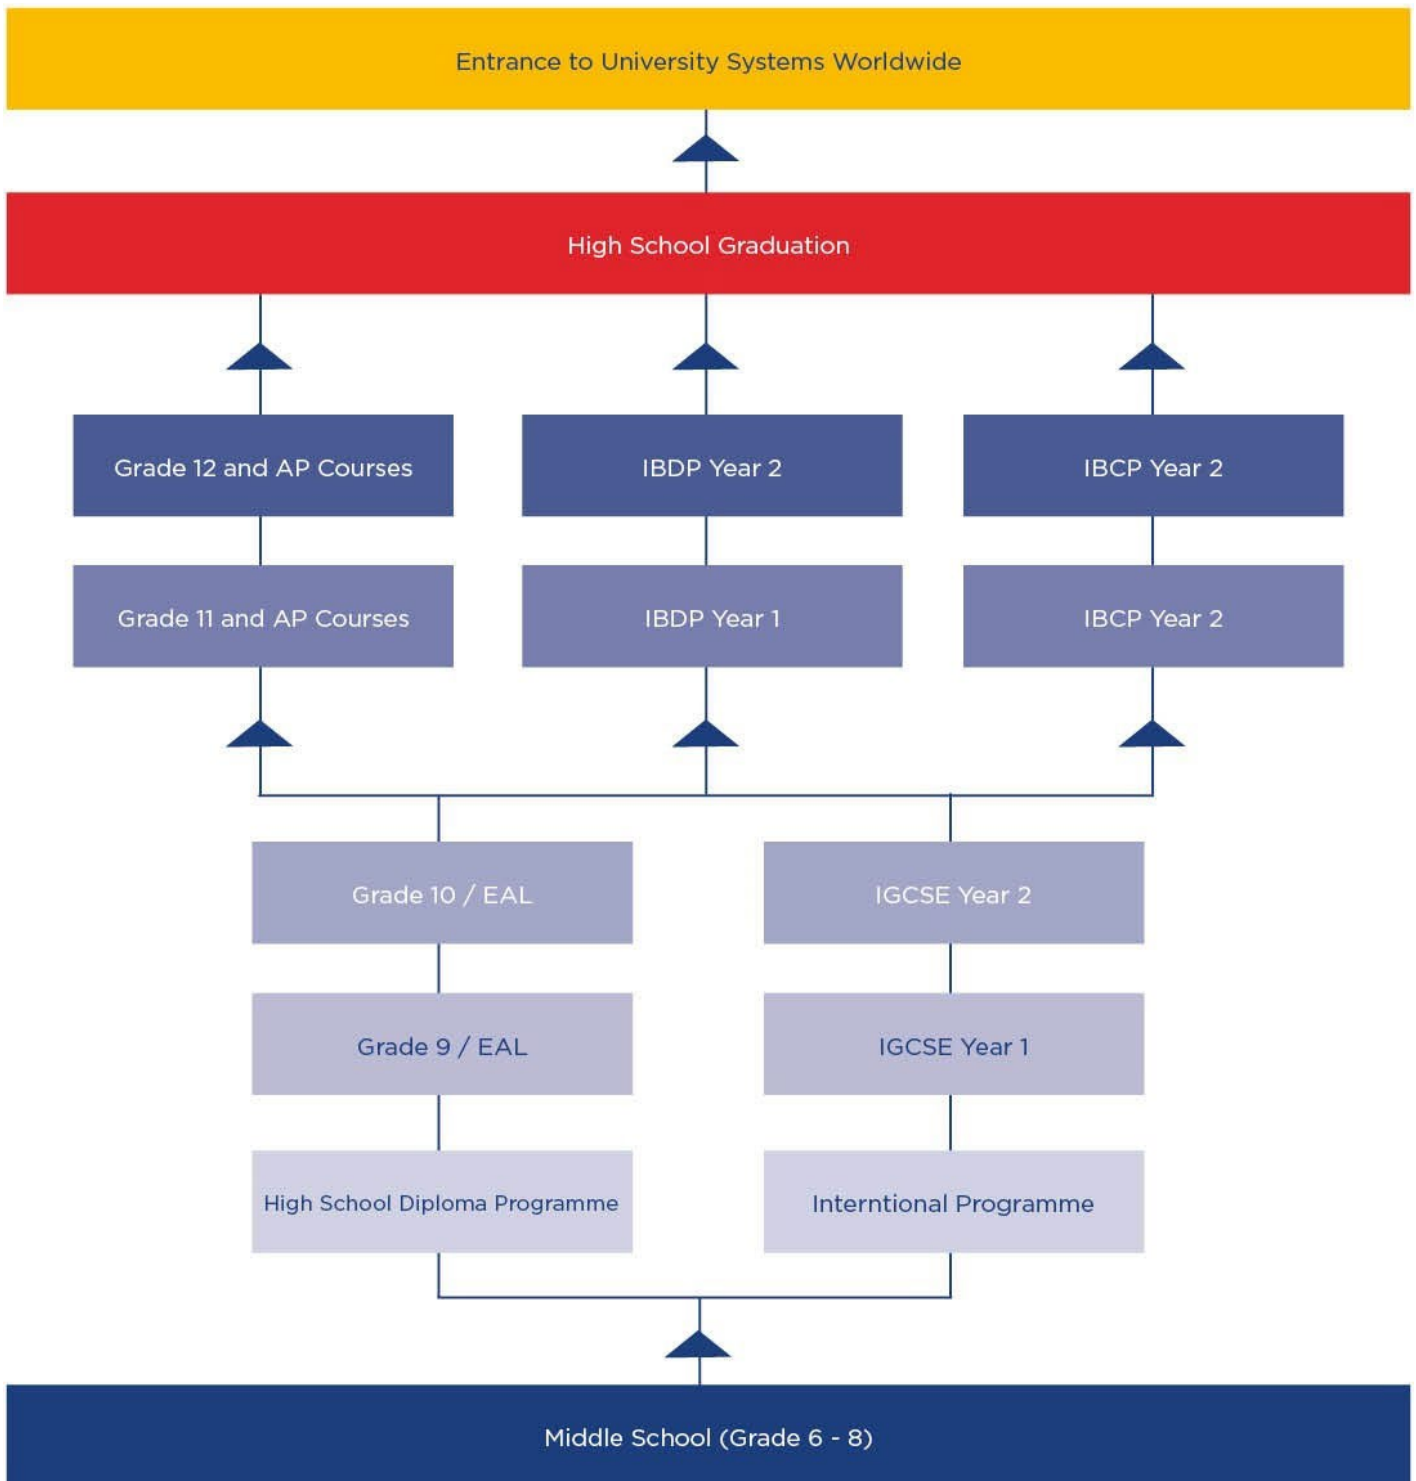 Entrance to University Systems Worldwide
High School Graduation
Grade 12 and AP Courses
IBDP Year 2
IBCP Year 2
Grade 11 and AP Courses
IBDP Year 1
IBCP Year 2
Grade 10 / EAL
IGCSE Year 2
Grade 9 / EAL
IGCSE Year 1
High School Diploma Programme
Interntional Programme
Middle School (Grade 6 - 8)